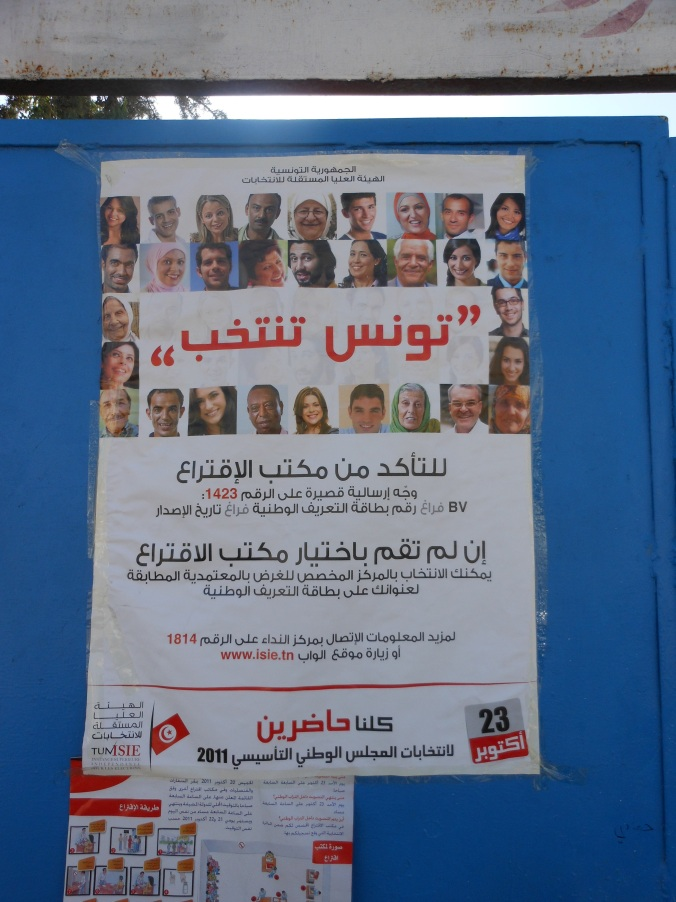 الجمهورية التونسية
الهيئة العليا المستقلة للانتخابات
”تونس تنتخب“
للتأكد من مكتب الإقتراع
وجّه إرسالية قصيرة على الرقم 1423:
BV فراغ رقم بطاقة التعريف الوطنية فراغ تاريخ الإصدار
إن لم تقم باختيار مكتب الاقتراع
يمكنك الانتخاب بالمركز المخصص للغرض بالمعتمدية المطابقة
لعنوانك على بطاقة التعريف الوطنية
لمزيد المعلومات الإتصال بمركز النداء على الرقم 1814
أو زيارة موقع الواب www.isie.tn
23
أكتوبر
كلنا حاضرين
لانتخابات المجلس الوطني التأسيسي 2011
الهيئة
العليا
المستقلة
للانتخابات
TUNISIE
طريقة الإقتراع
صورة لكتب